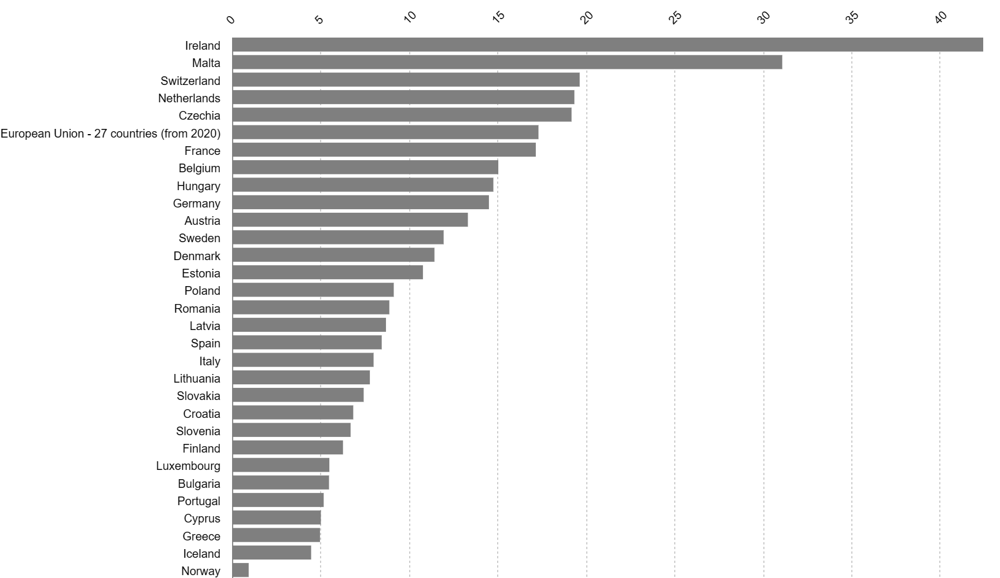 0 5 10 15 20 25 30 35 40
Ireland
Malta
Switzerland
Netherlands
Czechia
European Union - 27 countries (from 2020)
France
Belgium
Hungary
Germany
Austria
Sweden
Denmark
Estonia
Poland
Romania
Latvia
Spain
Italy
Lithuania
Slovakia
Croatia
Slovenia
Finland
Luxembourg
Bulgaria
Portugal
Cyprus
Greece
Iceland
Norway